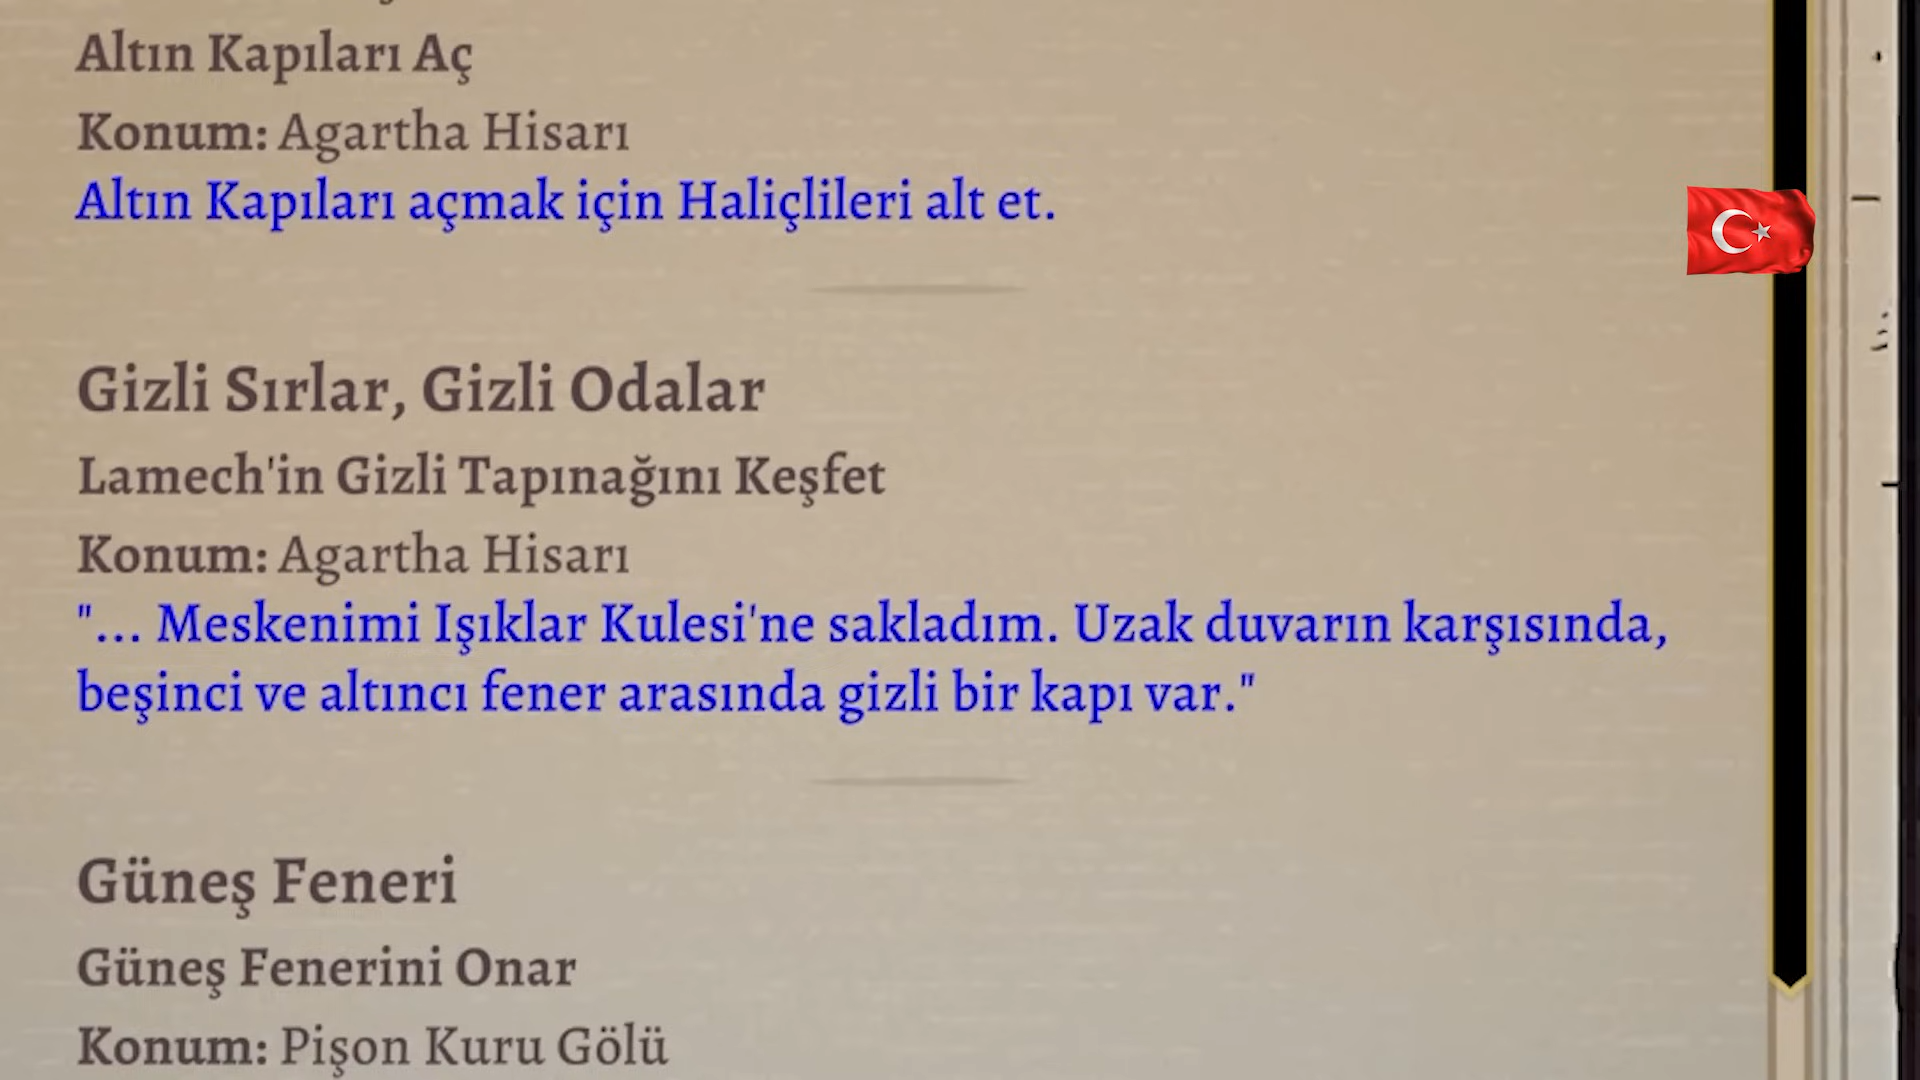 Altın Kapıları Aç
Konum: Agartha Hisarı
Altın Kapıları açmak için Haliçlileri alt et.
Gizli Sırlar, Gizli Odalar
Lamech'in Gizli Tapınağını Keşfet
Konum: Agartha Hisarı
"... Meskenimi Işıklar Kulesi'ne sakladım. Uzak duvarın karşısında,
beşinci ve altıncı fener arasında gizli bir kapı var."
Güneş Feneri
Güneş Fenerini Onar
Konum: Pişon Kuru Gölü